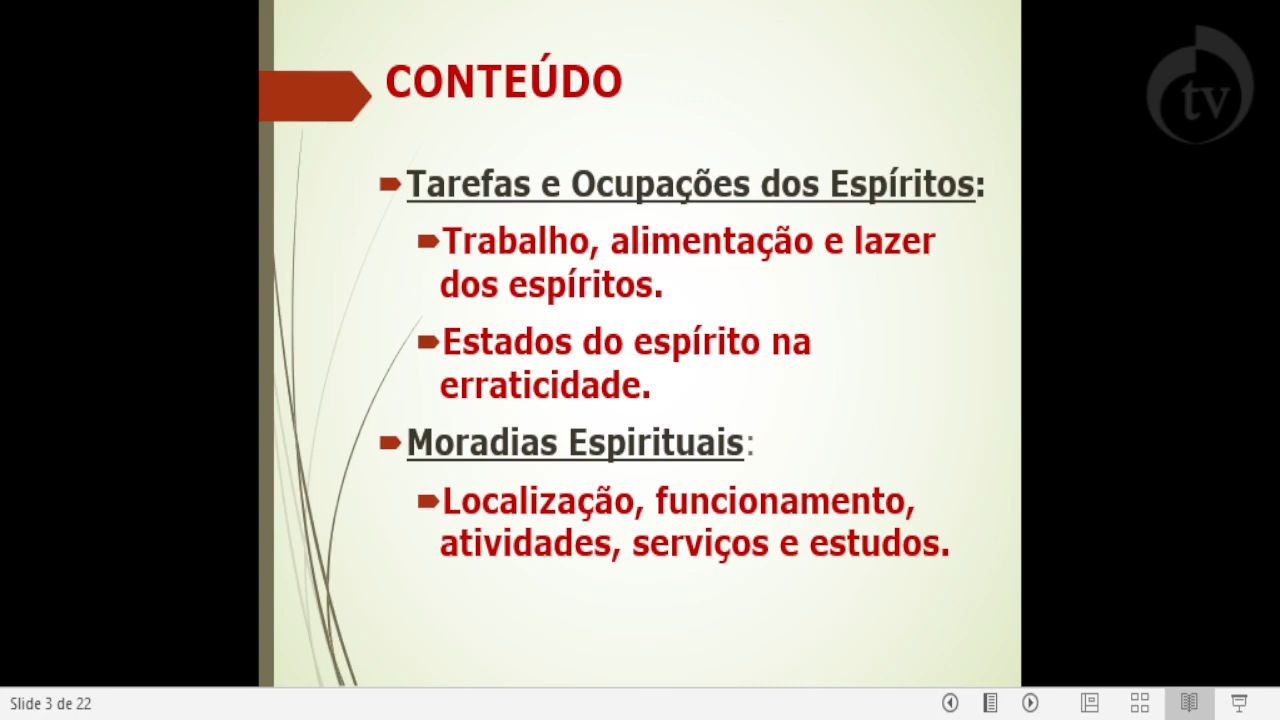 tv
CONTEÚDO
Tarefas e Ocupações dos Espíritos:
Trabalho, alimentação e lazer
dos espíritos.
Estados do espírito na
erraticidade.
Moradias Espirituais:
Localização, funcionamento,
atividades, serviços e estudos.
Slide 3 de 22